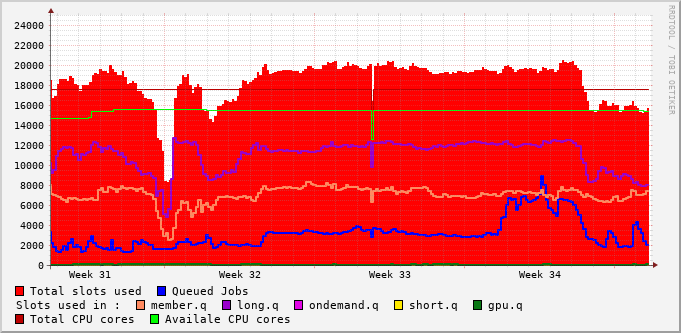 24000
22000
20000
18000
16000
14000
12000
10000
8000
6000
4000
2000
0
Week 31 Week 32 Week 33 Week 34
Total slots used Queued Jobs
Slots used in : member.q long.q ondemand.q short.q gpu.q
Total CPU cores Availale CPU cores
RRDTOOL / TOBI OETIKER